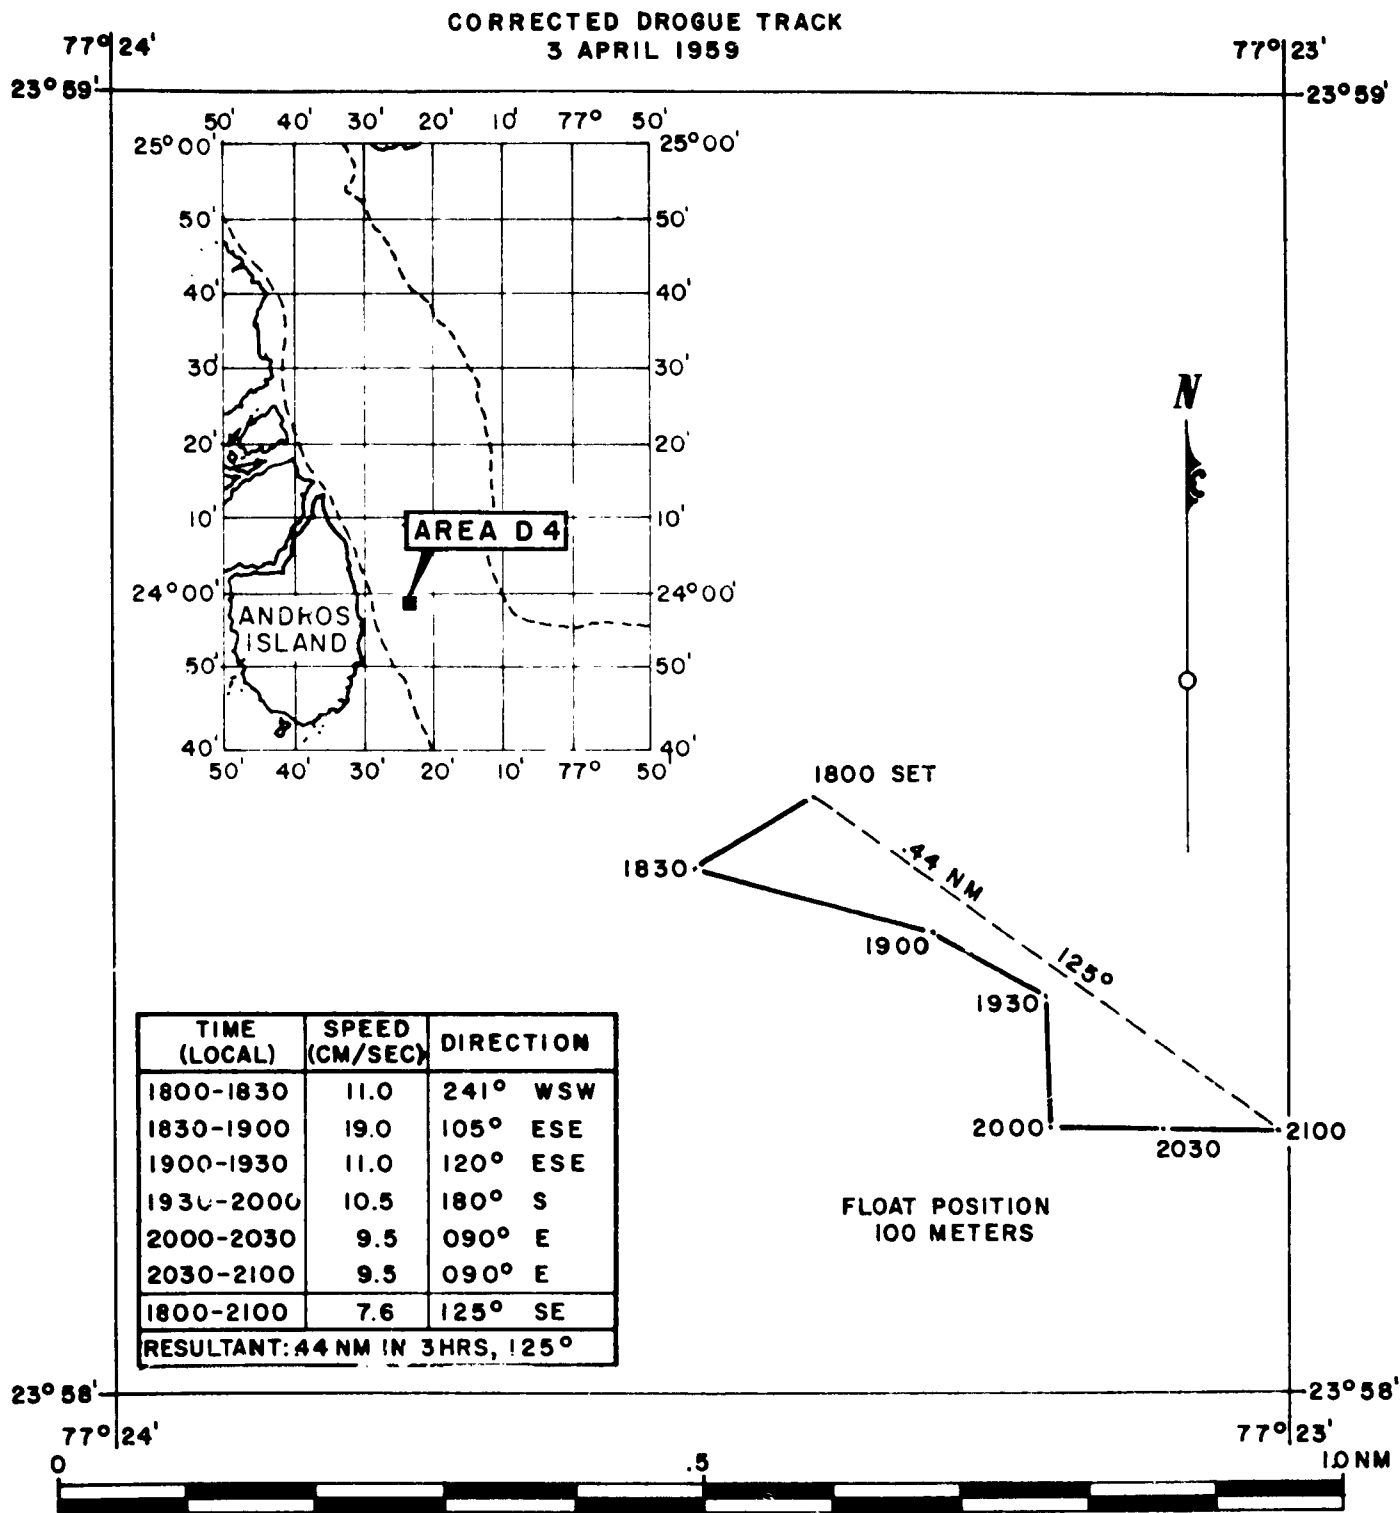 CORRECTED DROGUE TRACK
3 APRIL 1959
77°24' 77°23'
23°59' 23°59'
50' 40' 30' 20' 10' 77° 50'
25°00' 25°00'
50' 50'
40' 40'
30' 30'
20' 20'
10' 10'
AREA D4
24°00' 24°00'
ANDROS
ISLAND
50' 50'
40' 40'
50' 40' 30' 20' 10' 77° 50'
N
1800 SET
1830
.44 NM
1900
125°
1930
2000 2030 2100
FLOAT POSITION
100 METERS
TIME (LOCAL) SPEED (CM/SEC) DIRECTION
1800-1830 11.0 241° WSW
1830-1900 19.0 105° ESE
1900-1930 11.0 120° ESE
1930-2000 10.5 180° S
2000-2030 9.5 090° E
2030-2100 9.5 090° E
1800-2100 7.6 125° SE
RESULTANT: .44 NM IN 3HRS, 125°
23°58' 23°58'
77°24' 77°23'
0 .5 1.0 NM